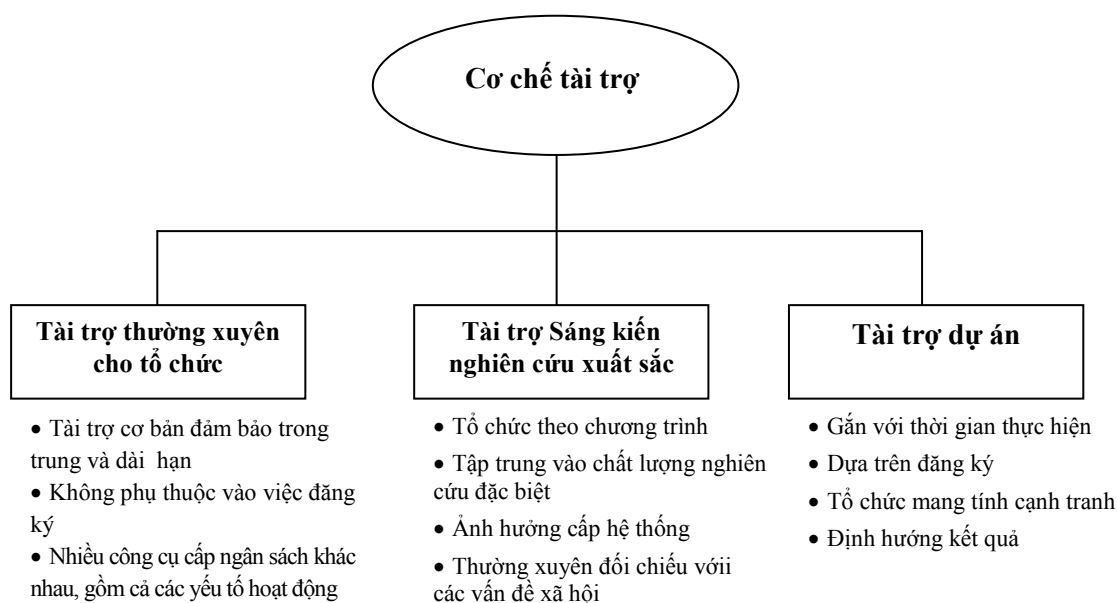 Cơ chế tài trợ
Tài trợ thường xuyên
cho tổ chức
• Tài trợ cơ bản đảm bảo trong
trung và dài hạn
• Không phụ thuộc vào việc đăng
ký
• Nhiều công cụ cấp ngân sách khác
nhau, gồm cả các yếu tố hoạt động
Tài trợ Sáng kiến
nghiên cứu xuất sắc
• Tổ chức theo chương trình
• Tập trung vào chất lượng nghiên
cứu đặc biệt
• Ảnh hưởng cấp hệ thống
• Thường xuyên đối chiếu vớii
các vấn đề xã hội
Tài trợ dự án
• Gắn với thời gian thực hiện
• Dựa trên đăng ký
• Tổ chức mang tính cạnh tranh
• Định hướng kết quả